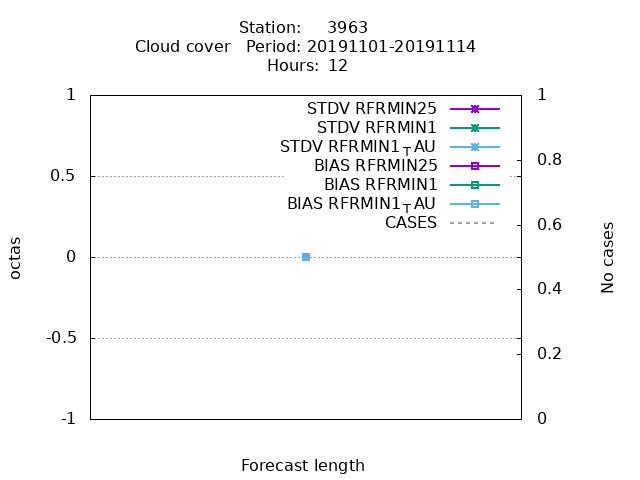 Station: 3963
Cloud cover Period: 20191101-20191114
Hours: 12
1
0.5
0
-0.5
-1
octas
STDV RFRMIN25
STDV RFRMIN1
STDV RFRMIN1TAU
BIAS RFRMIN25
BIAS RFRMIN1
BIAS RFRMIN1TAU
CASES
1
0.8
0.6
0.4
0.2
0
No cases
Forecast length